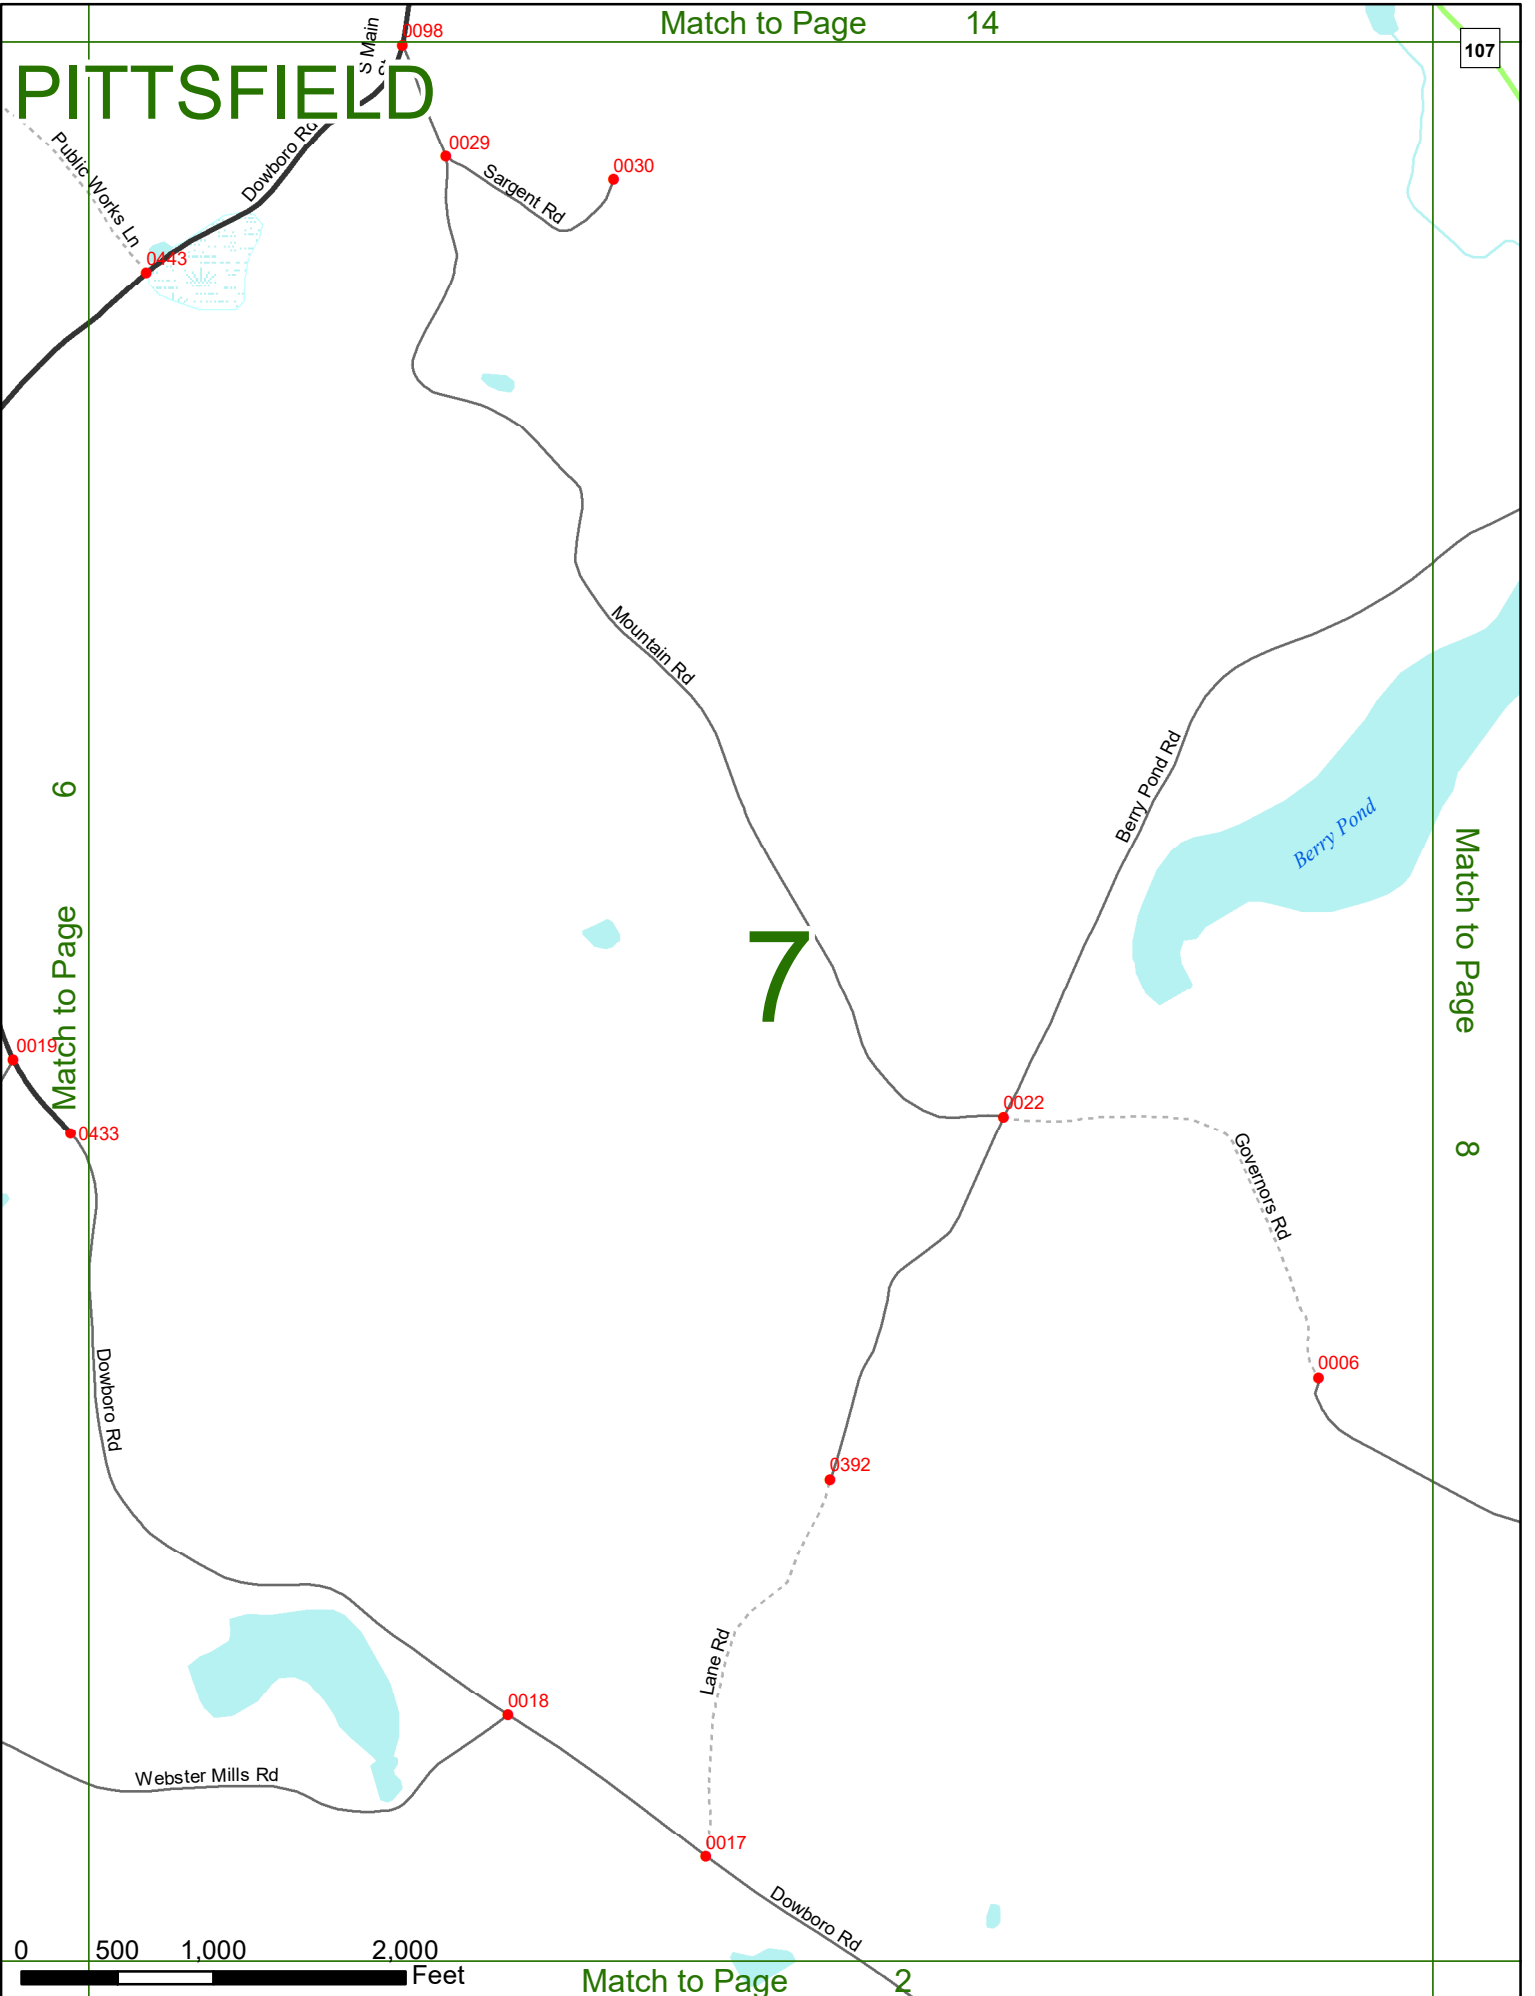 Match to Page 14
107
S Main
0098
PITTSFIELD
Public Works Ln
Dowboro Rd
0029
Sargent Rd
0030
0443
Mountain Rd
Berry Pond Rd
Berry Pond
Match to Page 6
Match to Page 8
7
0019
0433
0022
Governors Rd
Dowboro Rd
0006
0392
Lane Rd
0018
Webster Mills Rd
0017
Dowboro Rd
0 500 1,000 2,000
Feet
Match to Page 2